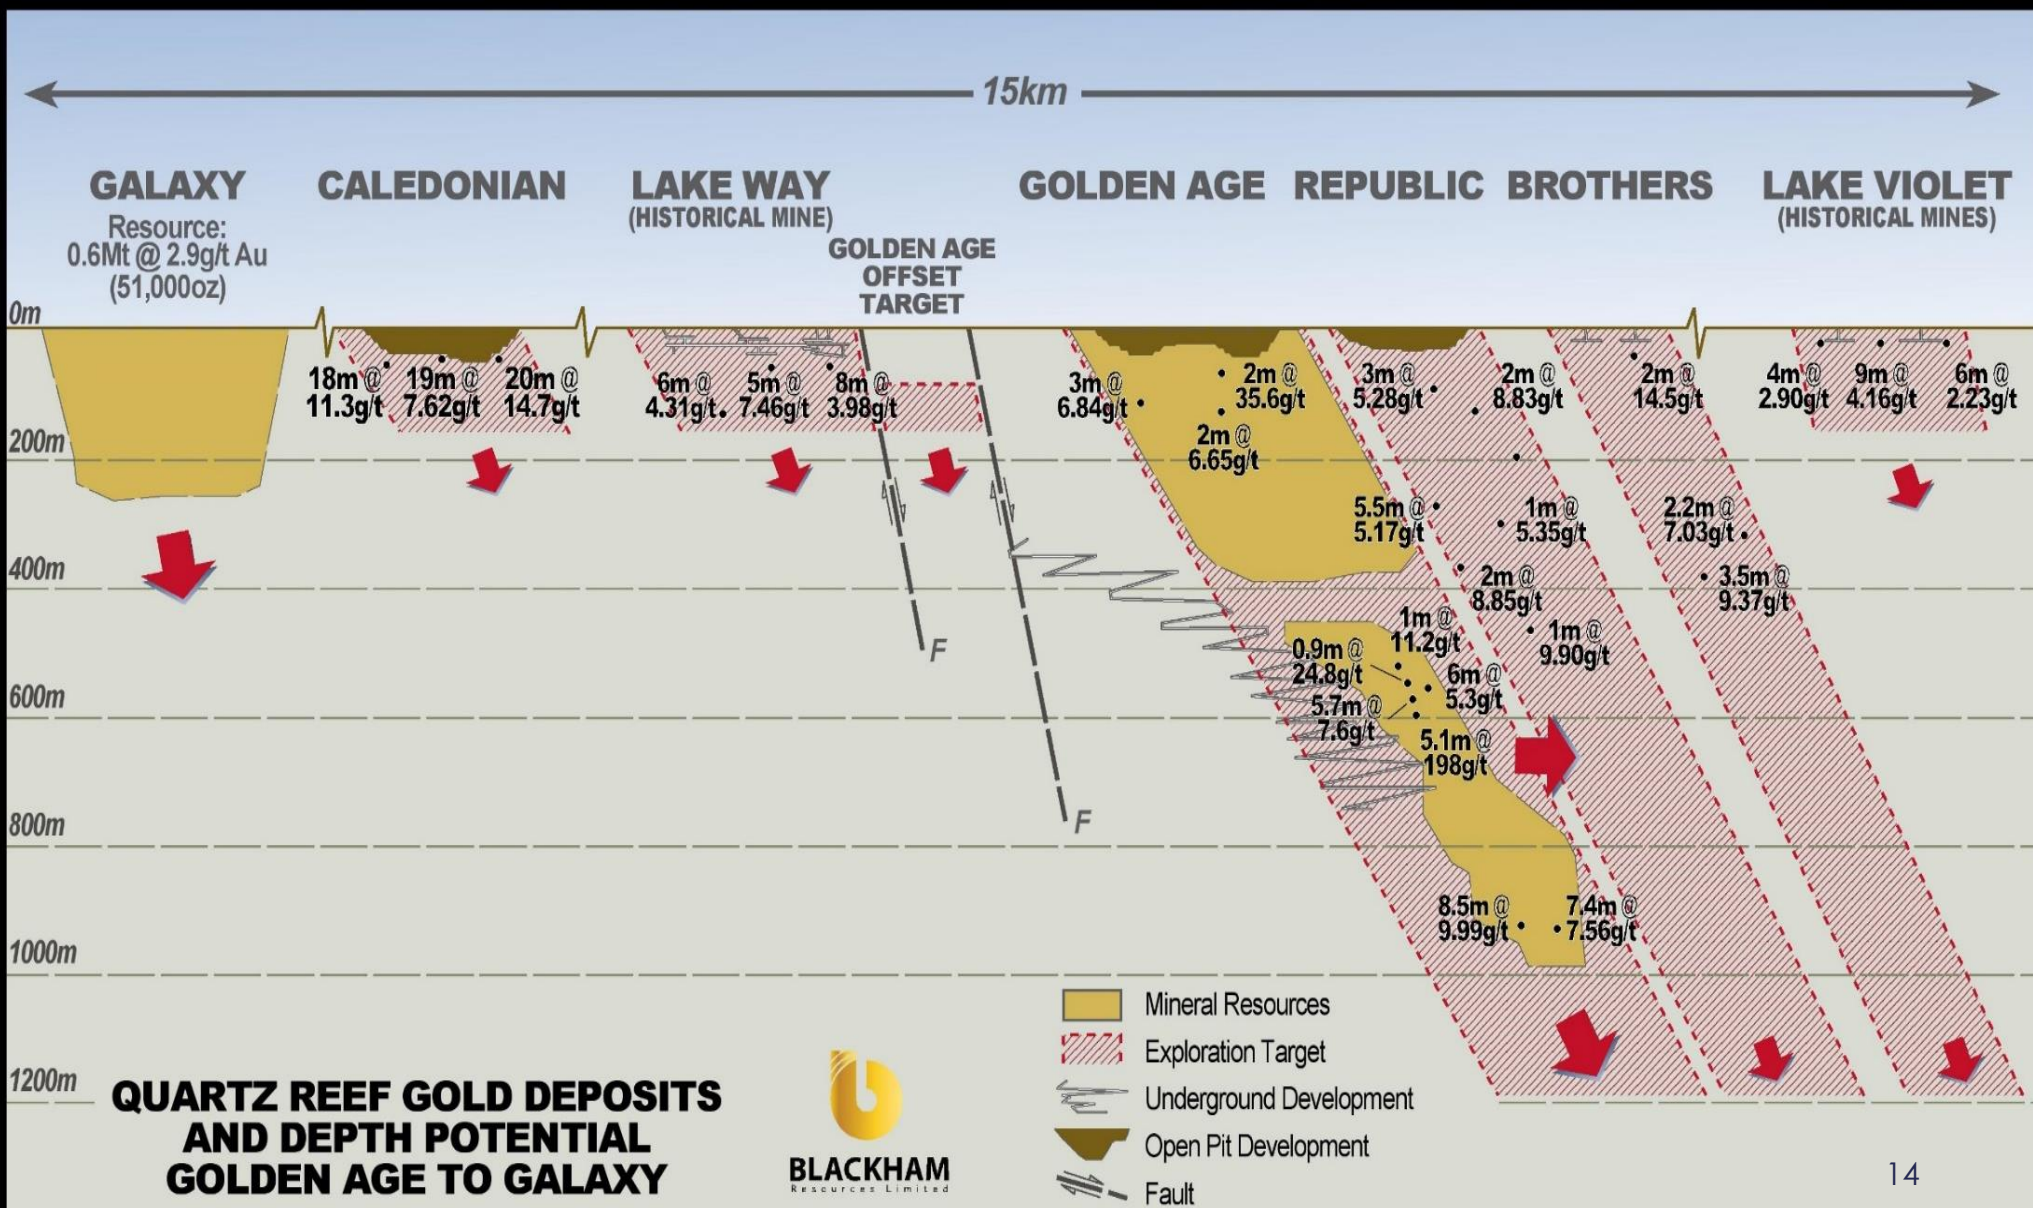 15km
GALAXY
Resource:
0.6Mt @ 2.9g/t Au
(51,000oz)
CALEDONIAN
LAKE WAY
(HISTORICAL MINE)
GOLDEN AGE
OFFSET
TARGET
GOLDEN AGE
REPUBLIC
BROTHERS
LAKE VIOLET
(HISTORICAL MINES)
0m
18m @
11.3g/t
19m @
7.62g/t
20m @
14.7g/t
6m @
4.31g/t
5m @
7.46g/t
8m @
3.98g/t
3m @
6.84g/t
2m @
35.6g/t
2m @
6.65g/t
3m @
5.28g/t
2m @
8.83g/t
2m @
14.5g/t
4m @
2.90g/t
9m @
4.16g/t
6m @
2.23g/t
200m
5.5m @
5.17g/t
1m @
5.35g/t
2.2m @
7.03g/t
400m
2m @
8.85g/t
3.5m @
9.37g/t
1m @
11.2g/t
1m @
9.90g/t
0.9m @
24.8g/t
6m @
5.3g/t
F
600m
5.7m @
7.6g/t
5.1m @
198g/t
800m
F
8.5m @
9.99g/t
7.4m @
7.56g/t
1000m
1200m
QUARTZ REEF GOLD DEPOSITS
AND DEPTH POTENTIAL
GOLDEN AGE TO GALAXY
BLACKHAM
Resources Limited
Mineral Resources
Exploration Target
Underground Development
Open Pit Development
Fault
14